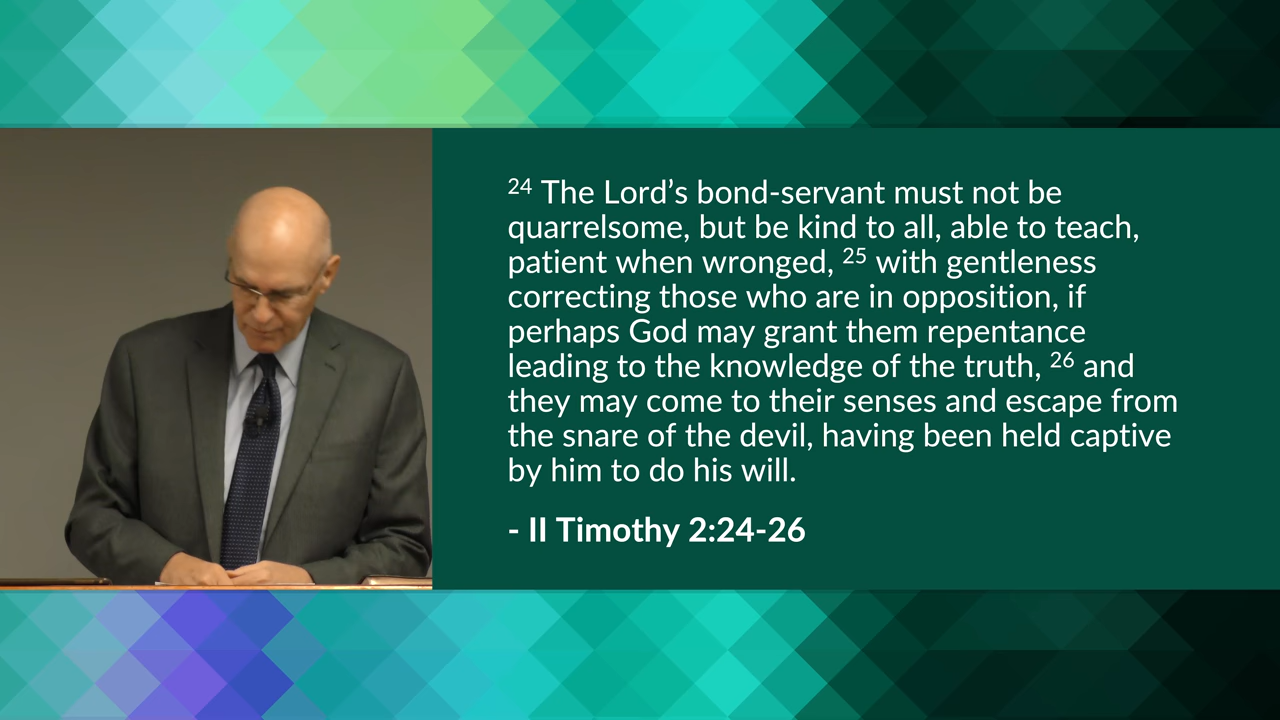 24 The Lord’s bond-servant must not be
quarrelsome, but be kind to all, able to teach,
patient when wronged, 25 with gentleness
correcting those who are in opposition, if
perhaps God may grant them repentance
leading to the knowledge of the truth, 26 and
they may come to their senses and escape from
the snare of the devil, having been held captive
by him to do his will.
- II Timothy 2:24-26